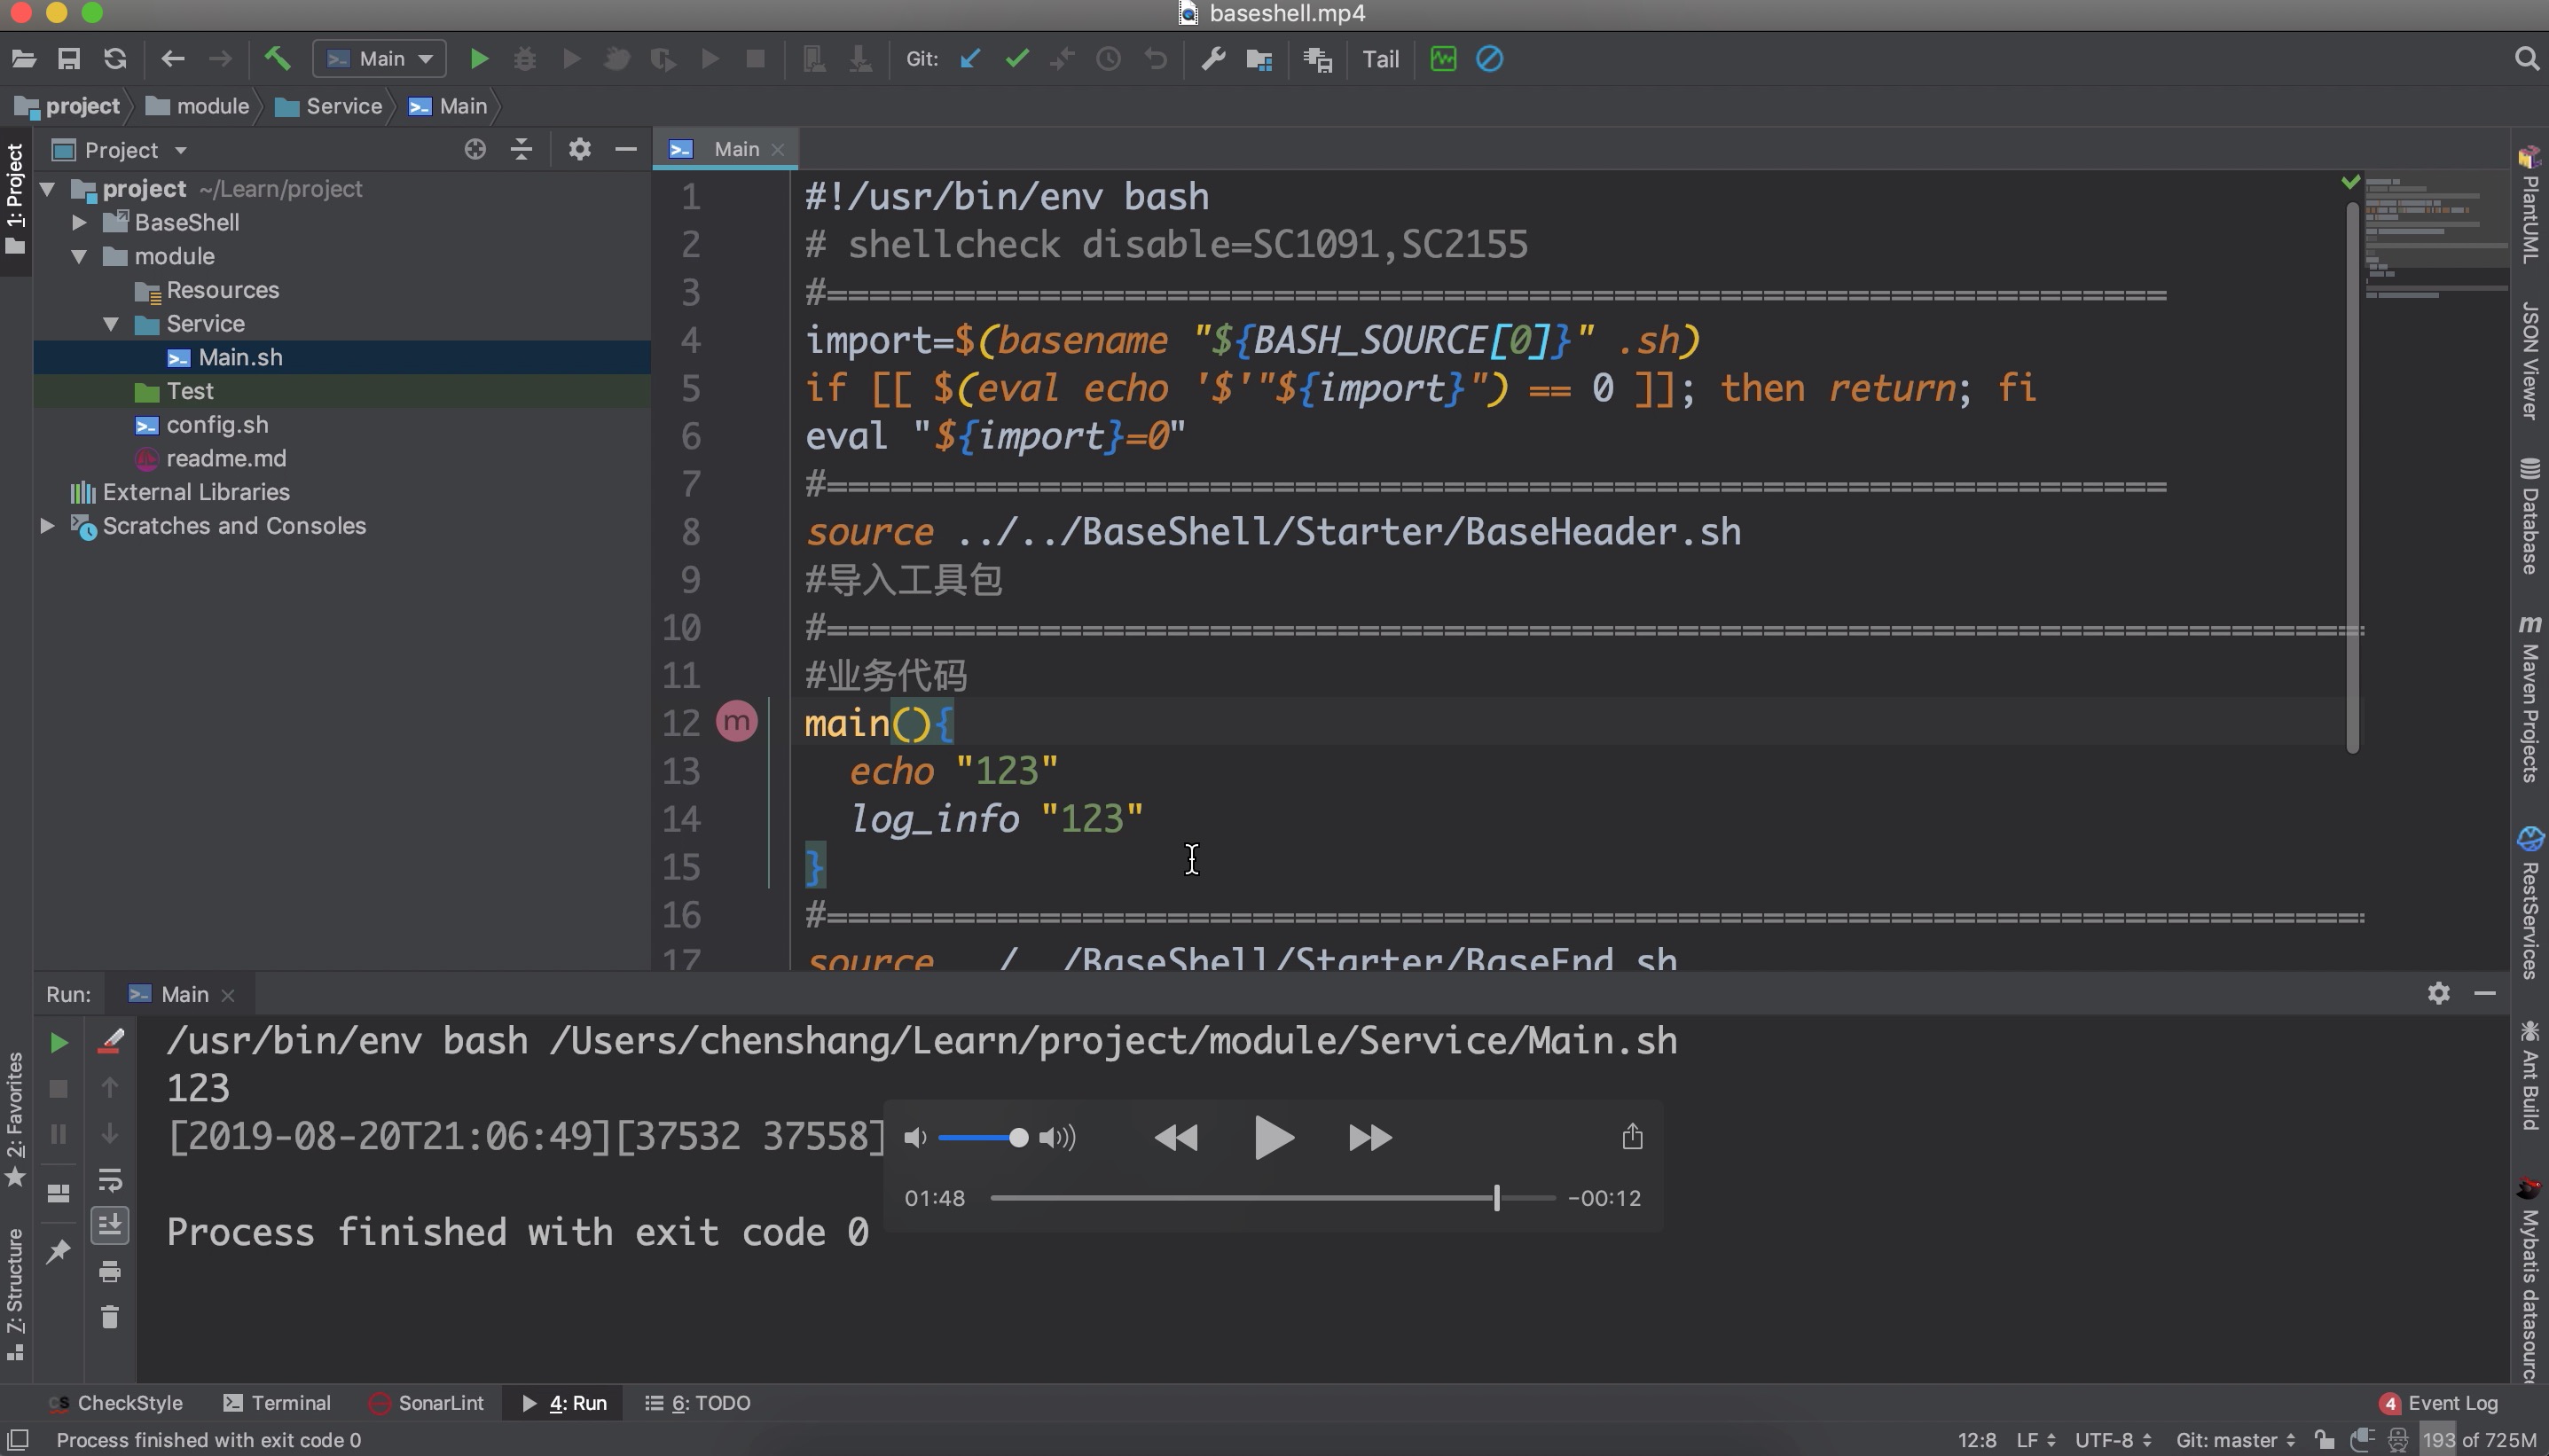 baseshell.mp4
Main
Git:
Tail
project
module
Service
Main
Project
Main
1: Project
project ~/Learn/project
BaseShell
module
Resources
Service
Main.sh
Test
config.sh
readme.md
External Libraries
Scratches and Consoles
1 #!/usr/bin/env bash
2 # shellcheck disable=SC1091,SC2155
3 #===============================================================
4 import=$(basename "${BASH_SOURCE[0]}" .sh)
5 if [[ $(eval echo '$'"${import}") == 0 ]]; then return; fi
6 eval "${import}=0"
7 #===============================================================
8 source ../../BaseShell/Starter/BaseHeader.sh
9 #导入工具包
10 #=========================================================================
11 #业务代码
12 main(){
13 echo "123"
14 log_info "123"
15 }
16 #=========================================================================
17 source ../../BaseShell/Starter/BaseEnd.sh
PlantUML
JSON Viewer
Database
Maven Projects
RestServices
Ant Build
Mybatis datasource
2: Favorites
Z: Structure
Run:
Main
/usr/bin/env bash /Users/chenshang/Learn/project/module/Service/Main.sh
123
[2019-08-20T21:06:49][37532 37558]
Process finished with exit code 0
01:48
-00:12
CheckStyle
Terminal
SonarLint
4: Run
6: TODO
4 Event Log
Process finished with exit code 0
12:8
LF
UTF-8
Git: master
193 of 725M